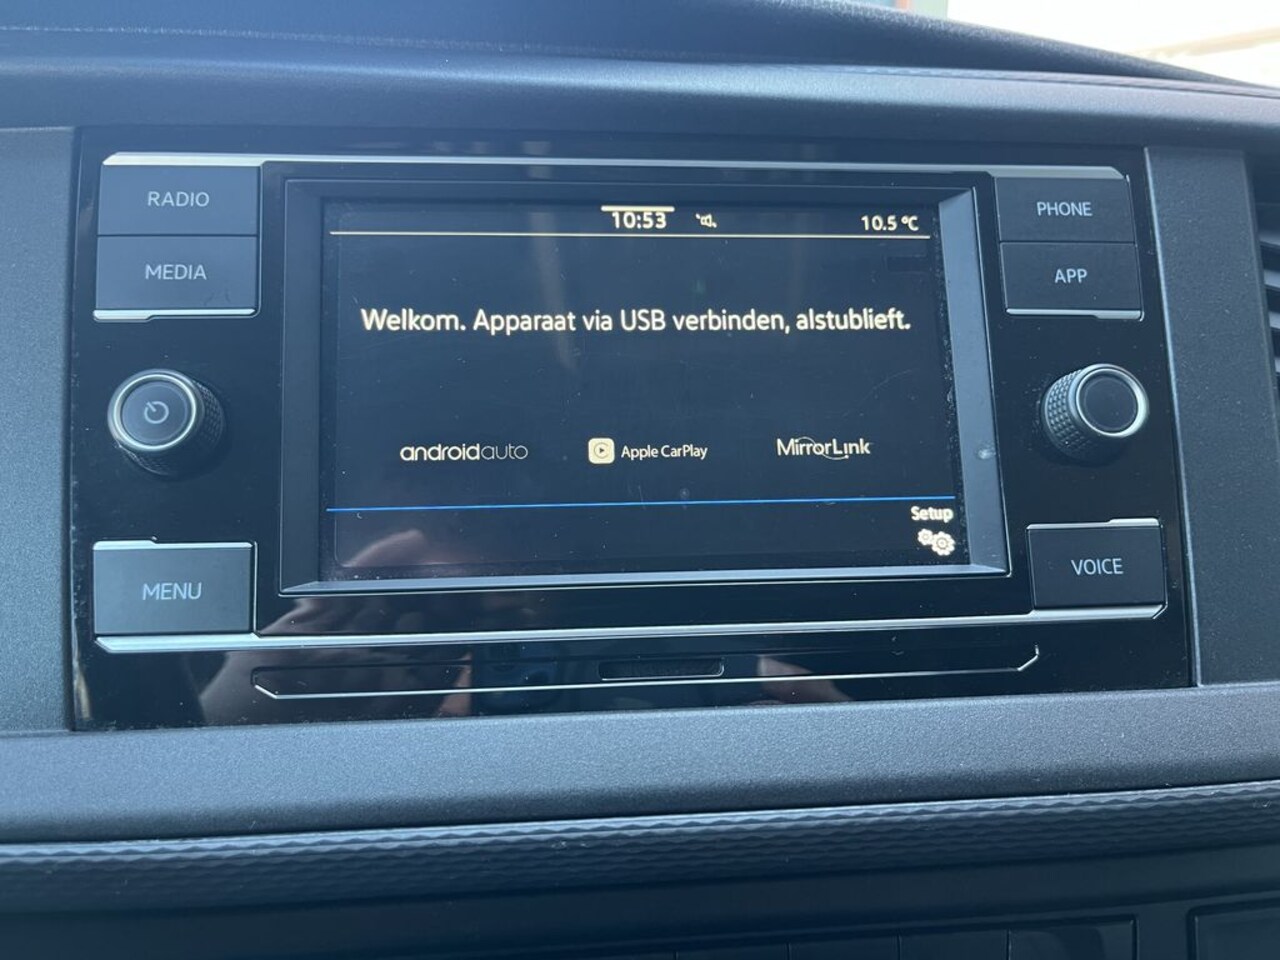 RADIO
MEDIA
MENU
10:53
10.5 °C
Welkom. Apparaat via USB verbinden, alstublieft.
androidauto
Apple CarPlay
MirrorLink
Setup
PHONE
APP
VOICE